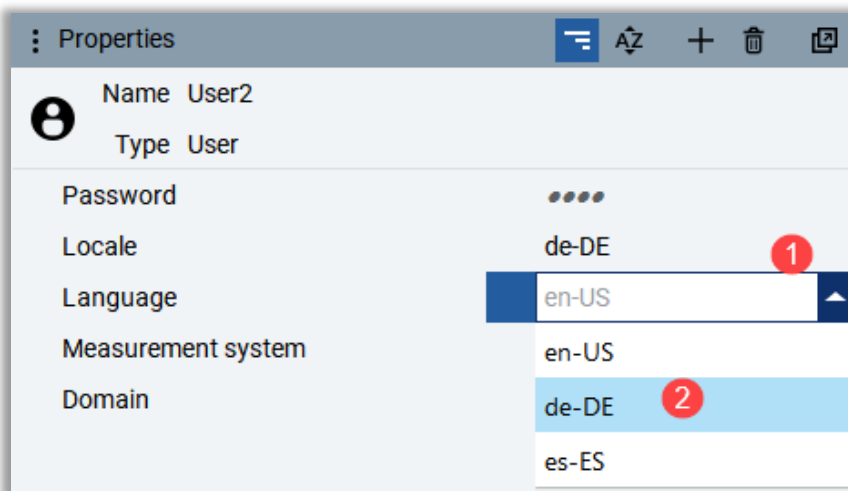 Properties
Name User2
Type User
Password ••••
Locale de-DE
1
Language en-US
Measurement system en-US
Domain de-DE 2
es-ES